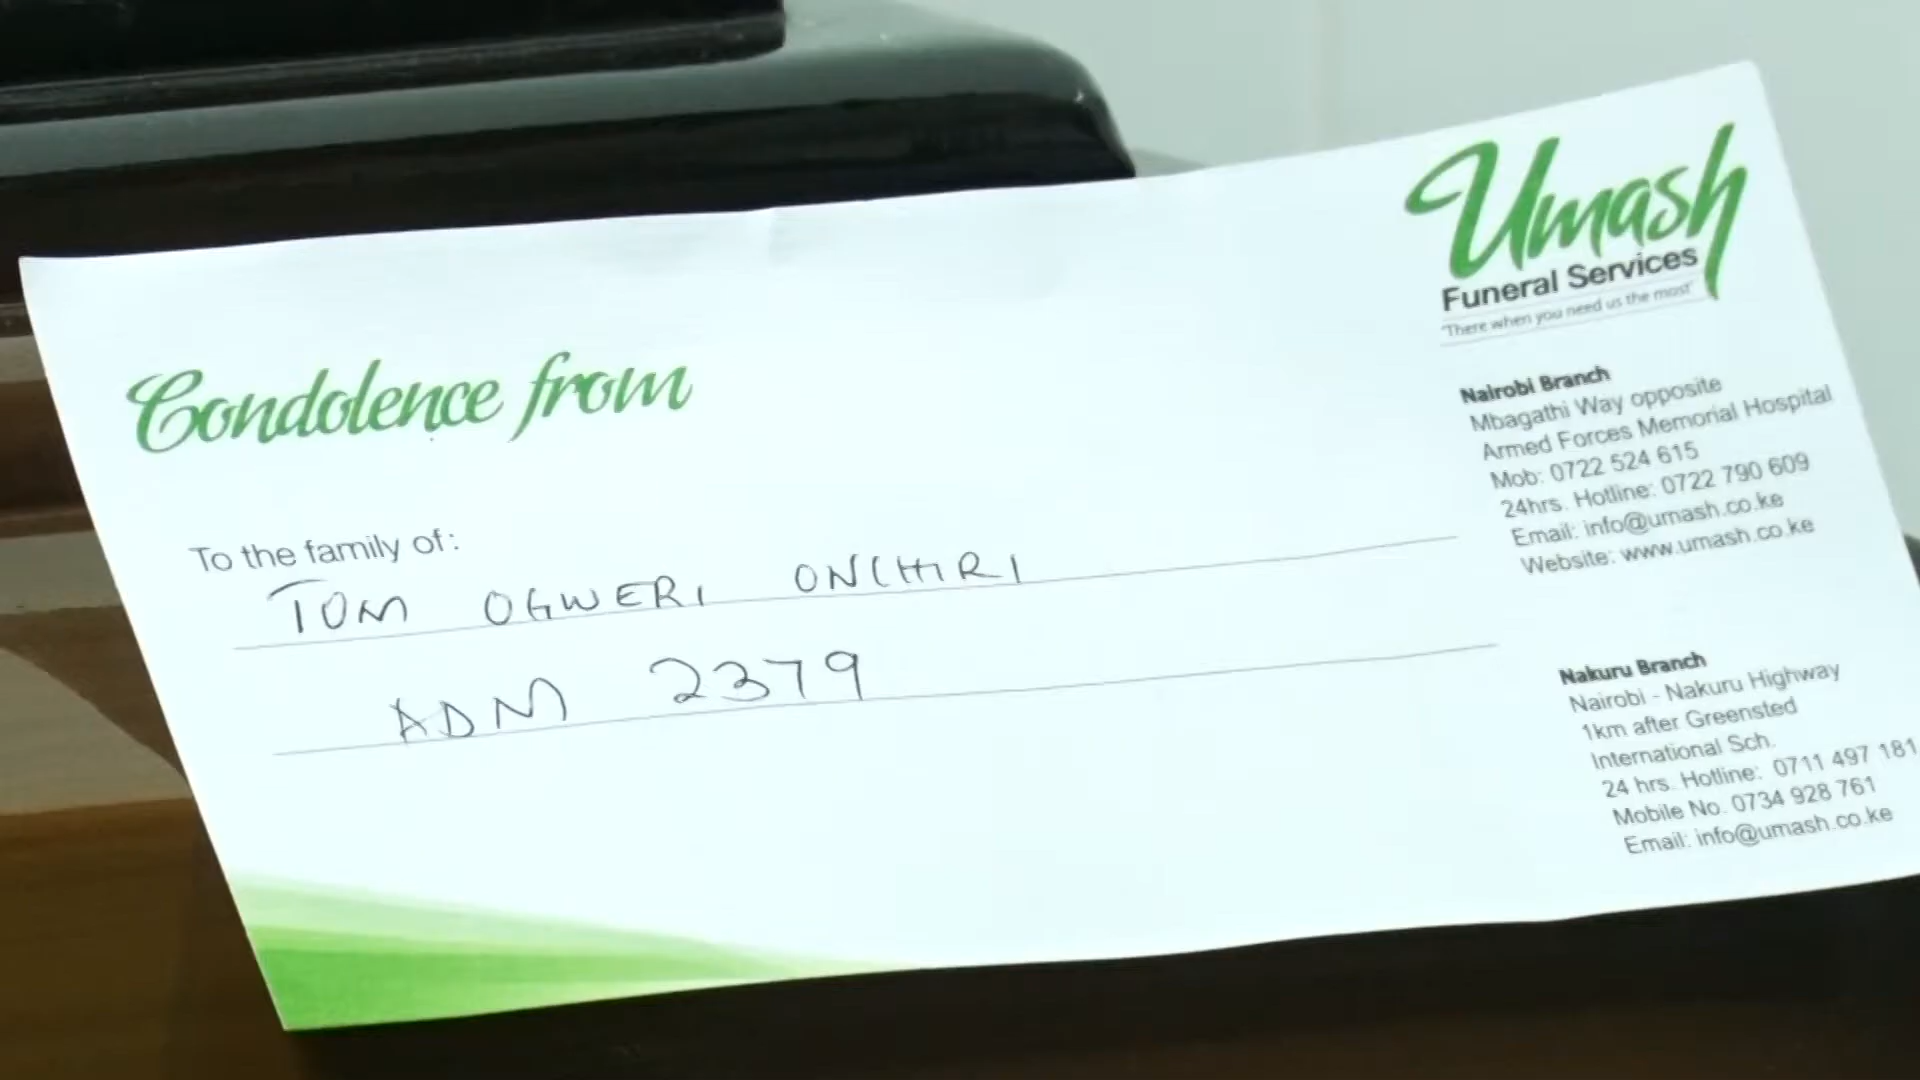 Umash
Funeral Services
"There when you need us the most"
Condolence from
To the family of:
TOM OGWERI ONCHIRI
ADM 2379
Nairobi Branch
Mbagathi Way opposite
Armed Forces Memorial Hospital
Mob: 0722 524 615
24hrs. Hotline: 0722 790 609
Email: info@umash.co.ke
Website: www.umash.co.ke
Nakuru Branch
Nairobi - Nakuru Highway
1km after Greensted
International Sch.
24 hrs. Hotline: 0711 497 181
Mobile No. 0734 928 761
Email: info@umash.co.ke